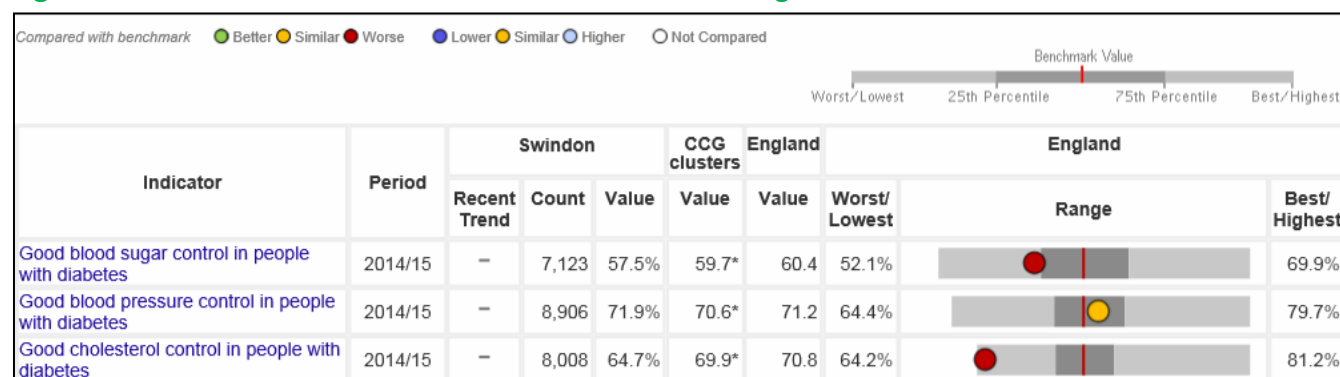 Compared with benchmark Better Similar Worse Lower Similar Higher Not Compared
Benchmark Value
Worst/Lowest 25th Percentile 75th Percentile Best/Highest
Indicator Period Swindon CCG clusters England England
Recent Trend Count Value Value Value Worst/ Lowest Range Best/ Highest
Good blood sugar control in people with diabetes 2014/15 – 7,123 57.5% 59.7* 60.4 52.1% 69.9%
Good blood pressure control in people with diabetes 2014/15 – 8,906 71.9% 70.6* 71.2 64.4% 79.7%
Good cholesterol control in people with diabetes 2014/15 – 8,008 64.7% 69.9* 70.8 64.2% 81.2%